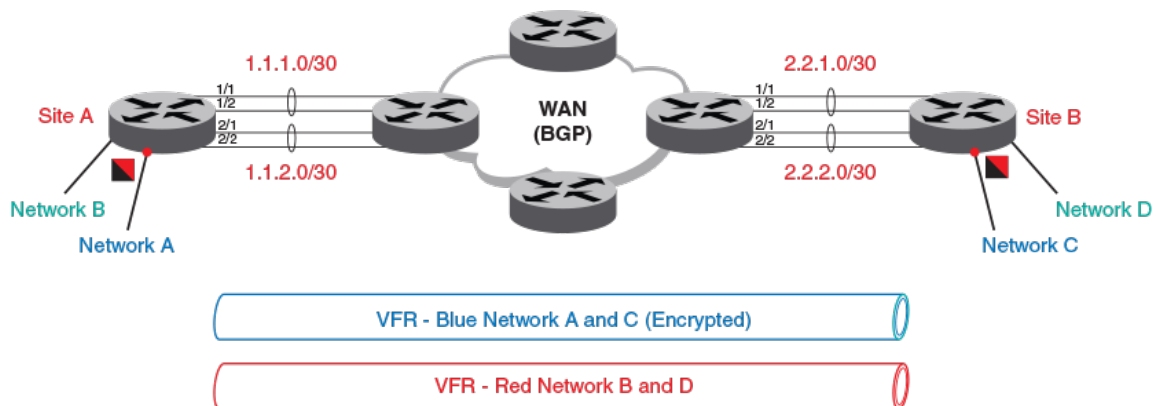 1.1.1.0/30
2.2.1.0/30
1/1
1/2
2/1
2/2
Site A
WAN
(BGP)
1/1
1/2
2/1
2/2
Site B
1.1.2.0/30
2.2.2.0/30
Network B
Network A
Network D
Network C
VFR - Blue Network A and C (Encrypted)
VFR - Red Network B and D